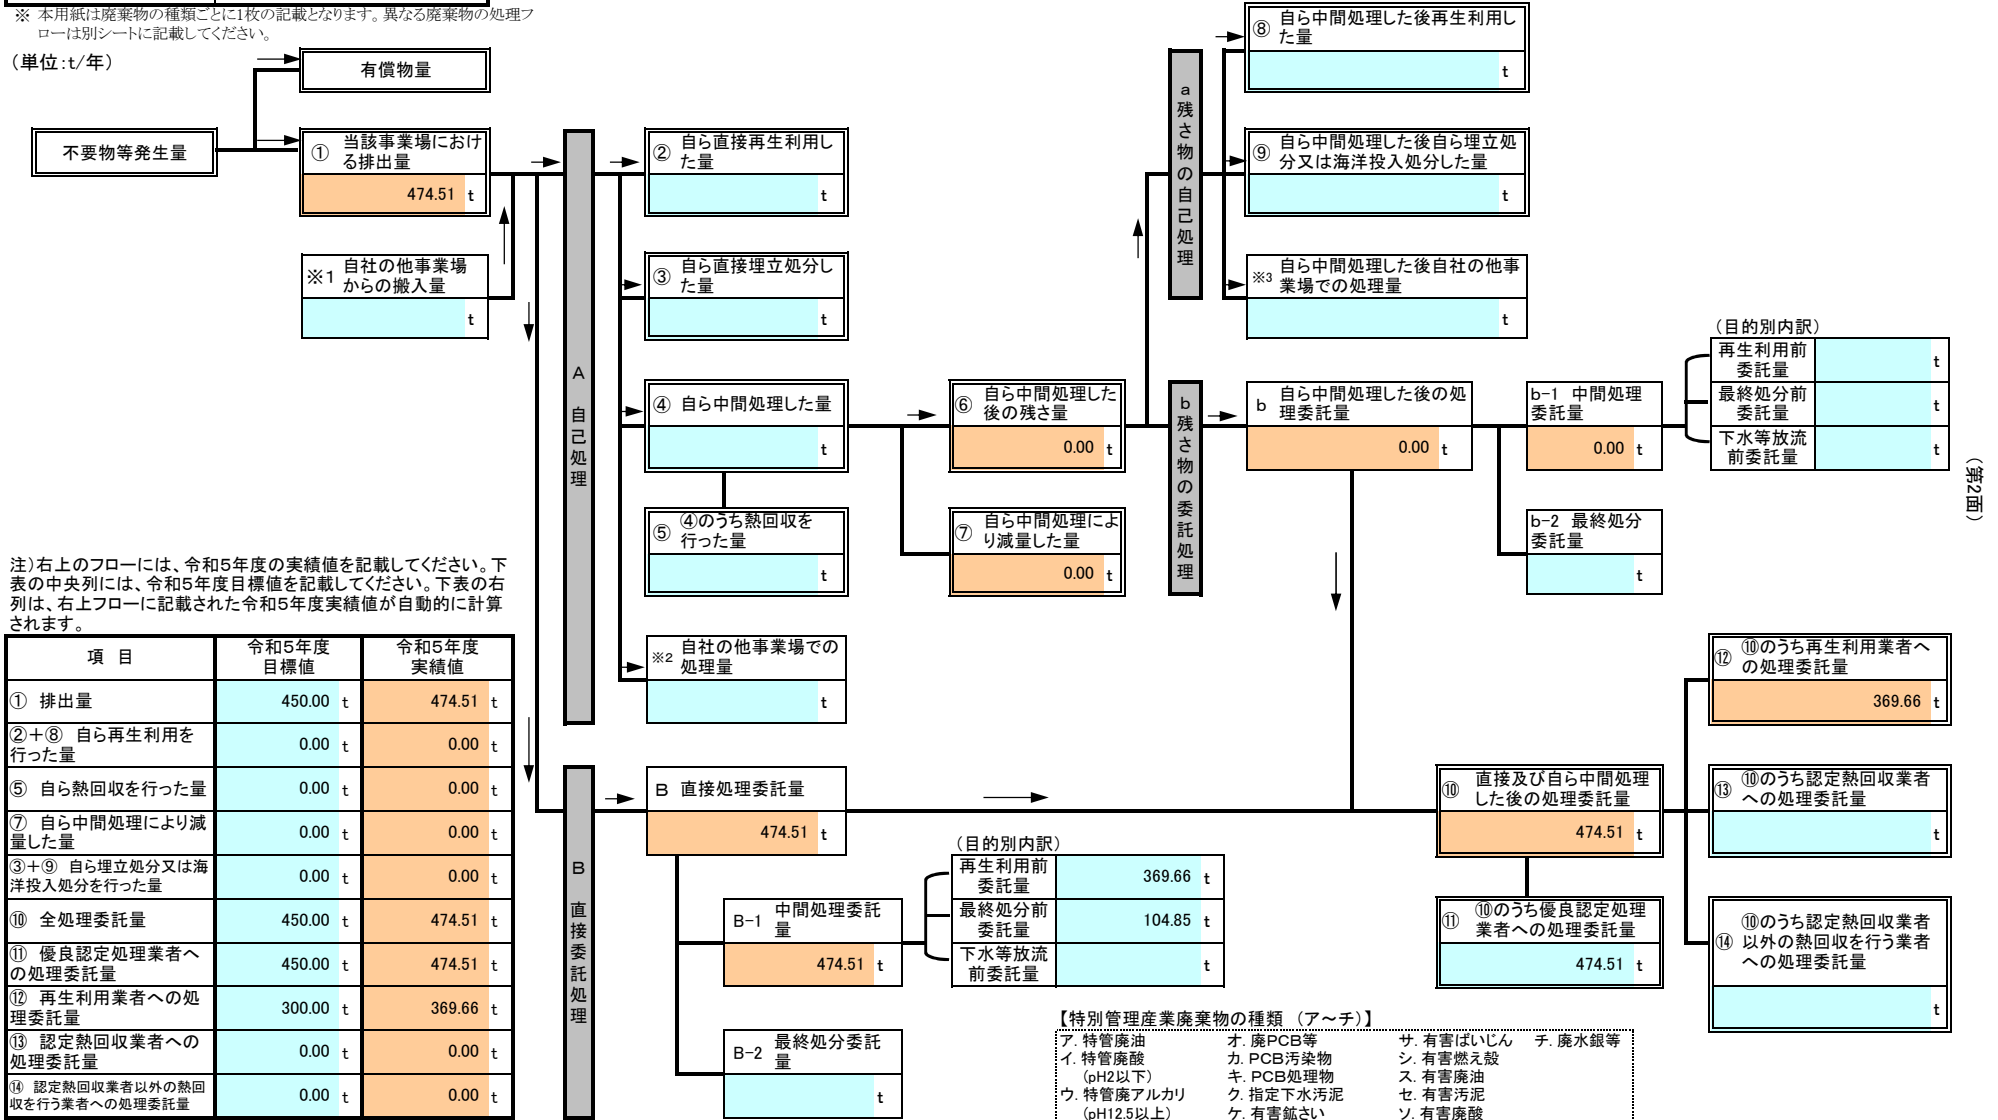 ※ 本用紙は廃棄物の種類ごとに1枚の記載となります。異なる廃棄物の処理フ
ローは別シートに記載してください。
(単位:t/年)
有償物量
不要物等発生量
① 当該事業場におけ
る排出量
474.51 t
※1 自社の他事業場
からの搬入量
t
A 自己処理
② 自ら直接再生利用し
た量
t
③ 自ら直接埋立処分し
た量
t
④ 自ら中間処理した量
t
⑤ ④のうち熱回収を
行った量
t
※2 自社の他事業場での
処理量
t
⑥ 自ら中間処理した
後の残さ量
0.00 t
⑦ 自ら中間処理によ
り減量した量
0.00 t
a 残さ物の自己処理
⑧ 自ら中間処理した後再生利用し
た量
t
⑨ 自ら中間処理した後自ら埋立処
分又は海洋投入処分した量
t
※3 自ら中間処理した後自社の他事
業場での処理量
t
b 残さ物の委託処理
b 自ら中間処理した後の処
理委託量
0.00 t
b-1 中間処理
委託量
0.00 t
b-2 最終処分
委託量
t
(目的別内訳)
再生利用前
委託量
t
最終処分前
委託量
t
下水等放流
前委託量
t
(第2面)
注)右上のフローには、令和5年度の実績値を記載してください。下
表の中央列には、令和5年度目標値を記載してください。下表の右
列は、右上フローに記載された令和5年度実績値が自動的に計算
されます。
項 目 令和5年度
目標値 令和5年度
実績値
① 排出量 450.00 t 474.51 t
②+⑧ 自ら再生利用を
行った量 0.00 t 0.00 t
⑤ 自ら熱回収を行った量 0.00 t 0.00 t
⑦ 自ら中間処理により減
量した量 0.00 t 0.00 t
③+⑨ 自ら埋立処分又は海
洋投入処分を行った量 0.00 t 0.00 t
⑩ 全処理委託量 450.00 t 474.51 t
⑪ 優良認定処理業者へ
の処理委託量 450.00 t 474.51 t
⑫ 再生利用業者への処
理委託量 300.00 t 369.66 t
⑬ 認定熱回収業者への
処理委託量 0.00 t 0.00 t
⑭ 認定熱回収業者以外の熱回
収を行う業者への処理委託量 0.00 t 0.00 t
B 直接委託処理
B 直接処理委託量
474.51 t
B-1 中間処理委託
量
474.51 t
B-2 最終処分委託
量
t
(目的別内訳)
再生利用前
委託量
369.66 t
最終処分前
委託量
104.85 t
下水等放流
前委託量
t
⑩ 直接及び自ら中間処理
した後の処理委託量
474.51 t
⑪ ⑩のうち優良認定処理
業者への処理委託量
474.51 t
⑫ ⑩のうち再生利用業者へ
の処理委託量
369.66 t
⑬ ⑩のうち認定熱回収業者
への処理委託量
t
⑭ ⑩のうち認定熱回収業者
以外の熱回収を行う業者
への処理委託量
t
【特別管理産業廃棄物の種類 (ア~チ)】
ア. 特管廃油 オ. 廃PCB等 サ. 有害ばいじん チ. 廃水銀等
イ. 特管廃酸 カ. PCB汚染物 シ. 有害燃え殻
(pH2以下) キ. PCB処理物 ス. 有害廃油
ウ. 特管廃アルカリ ク. 指定下水汚泥 セ. 有害汚泥
(pH12.5以上) ケ. 有害鉱さい ソ. 有害廃酸